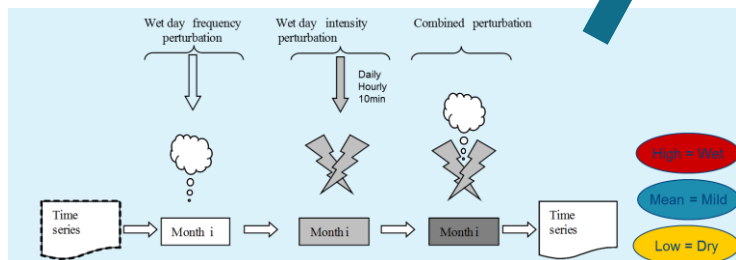 Wet day frequency
perturbation
Wet day intensity
perturbation
Combined perturbation
Daily
Hourly
10min
Time
series
Month i
Month i
Month i
Time
series
High = Wet
Mean = Mild
Low = Dry